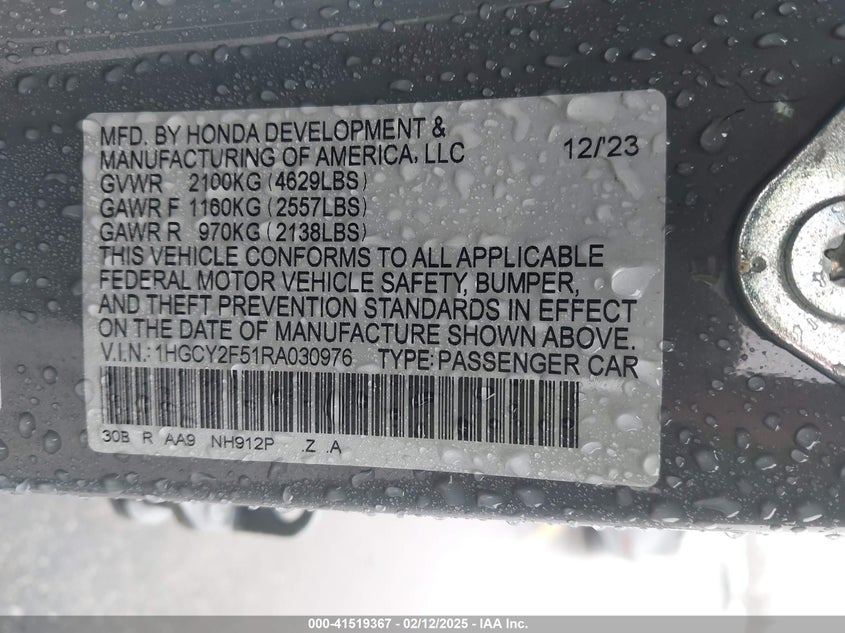 MFD. BY HONDA DEVELOPMENT &
MANUFACTURING OF AMERICA, LLC 12/'23
GVWR 2100KG (4629LBS)
GAWR F 1160KG (2557LBS)
GAWR R 970KG (2138LBS)
THIS VEHICLE CONFORMS TO ALL APPLICABLE
FEDERAL MOTOR VEHICLE SAFETY, BUMPER,
AND THEFT PREVENTION STANDARDS IN EFFECT
ON THE DATE OF MANUFACTURE SHOWN ABOVE.
V.I.N.: 1HGCY2F51RA030976 TYPE: PASSENGER CAR
30B R AA9 NH912P .Z .A
000-41519367 — 02/12/2025 — IAA Inc.